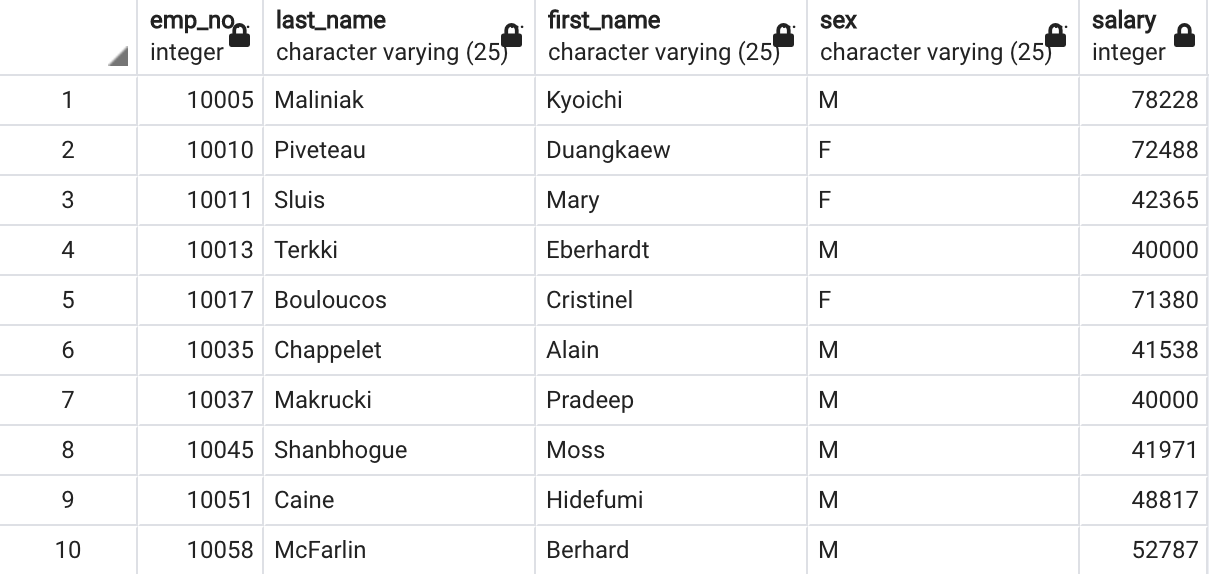 emp_no last_name first_name sex salary
integer character varying (25) character varying (25) character varying (25) integer
1 10005 Maliniak Kyoichi M 78228
2 10010 Piveteau Duangkaew F 72488
3 10011 Sluis Mary F 42365
4 10013 Terkki Eberhardt M 40000
5 10017 Bouloucos Cristinel F 71380
6 10035 Chappelet Alain M 41538
7 10037 Makrucki Pradeep M 40000
8 10045 Shanbhogue Moss M 41971
9 10051 Caine Hidefumi M 48817
10 10058 McFarlin Berhard M 52787